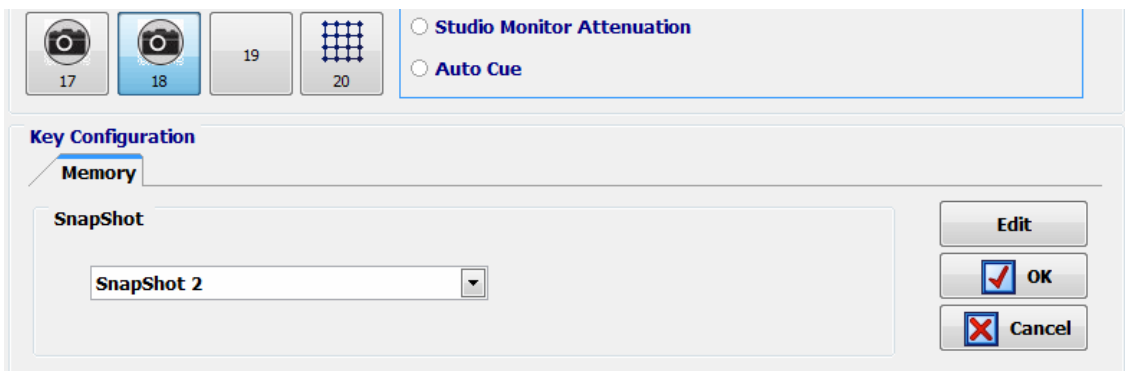 17
18
19
20
Studio Monitor Attenuation
Auto Cue
Key Configuration
Memory
SnapShot
SnapShot 2
Edit
OK
Cancel